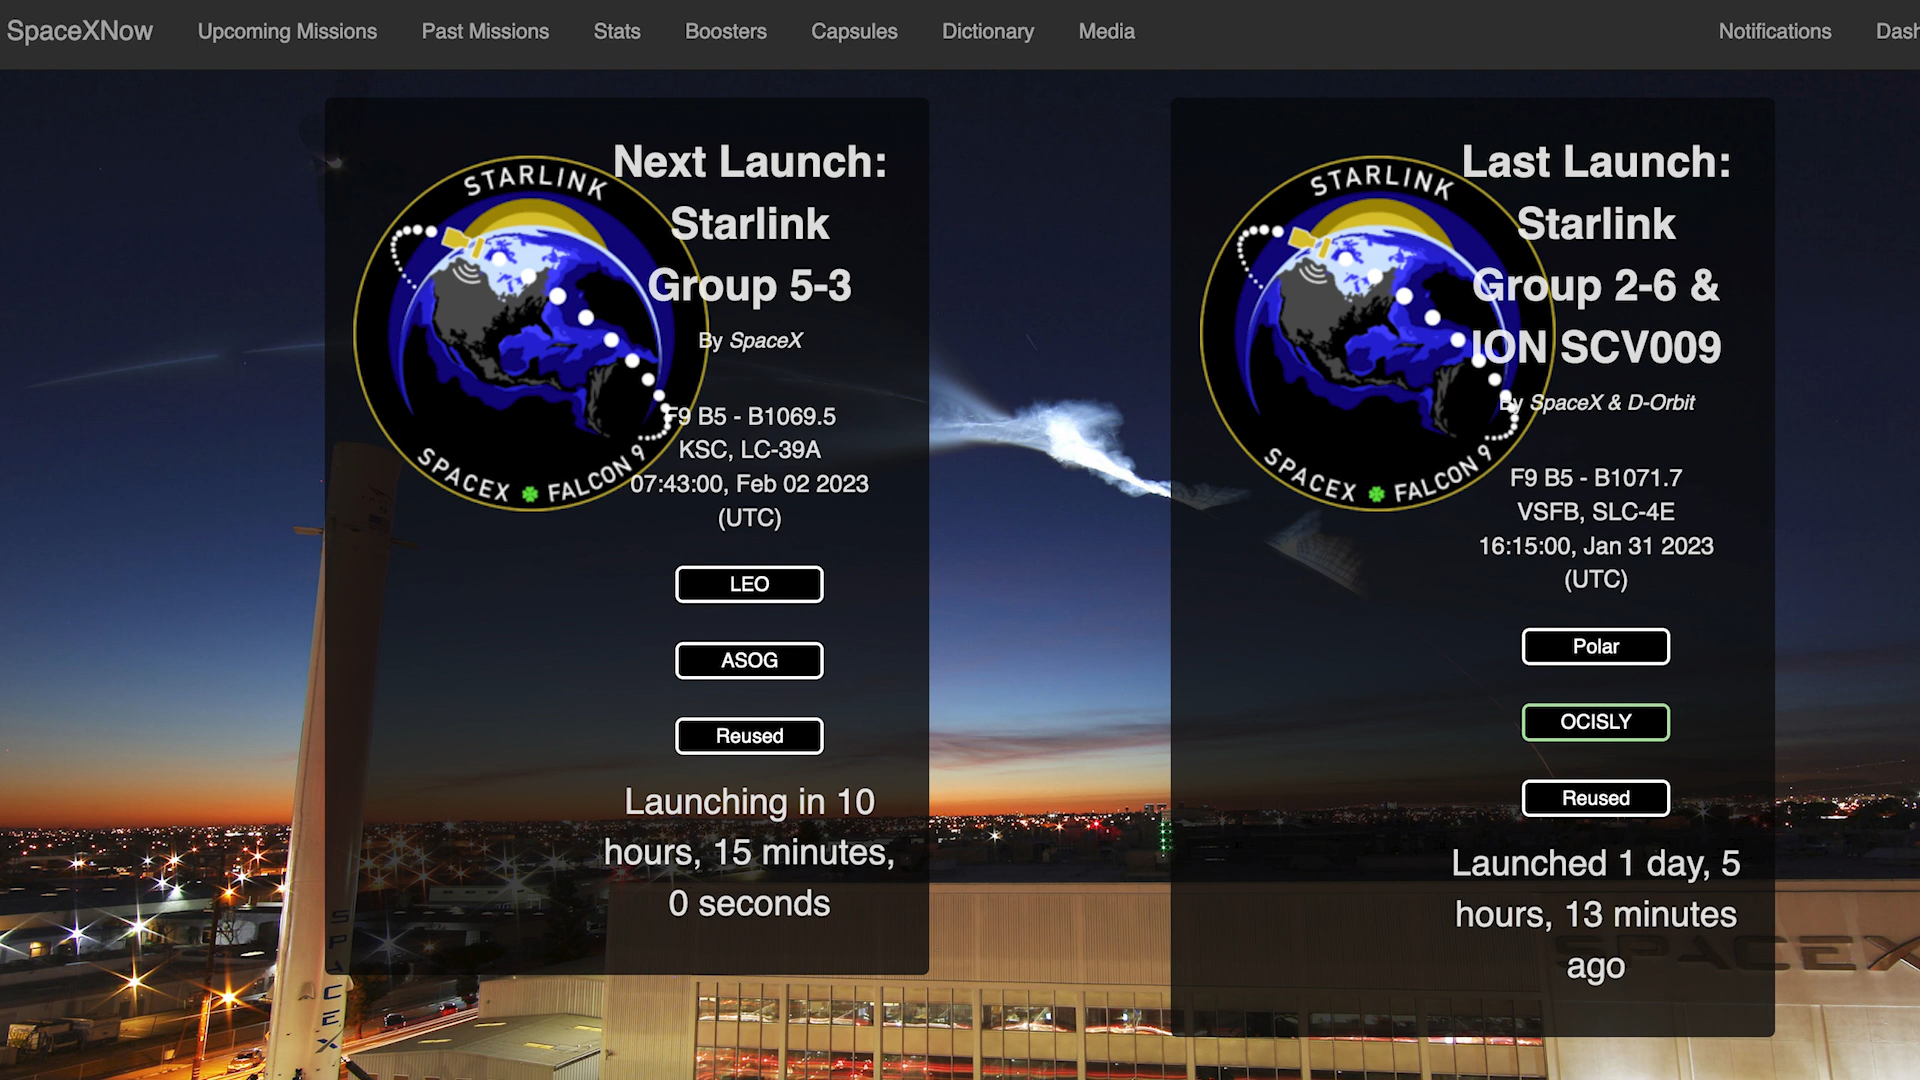 SpaceXNow Upcoming Missions Past Missions Stats Boosters Capsules Dictionary Media Notifications Dash
STARLINK
SPACEX FALCON 9
Next Launch:
Starlink
Group 5-3
By SpaceX
F9 B5 - B1069.5
KSC, LC-39A
07:43:00, Feb 02 2023
(UTC)
LEO
ASOG
Reused
Launching in 10
hours, 15 minutes,
0 seconds
STARLINK
SPACEX FALCON 9
Last Launch:
Starlink
Group 2-6 &
ION SCV009
By SpaceX & D-Orbit
F9 B5 - B1071.7
VSFB, SLC-4E
16:15:00, Jan 31 2023
(UTC)
Polar
OCISLY
Reused
Launched 1 day, 5
hours, 13 minutes
ago
SPACEX
SPACEX